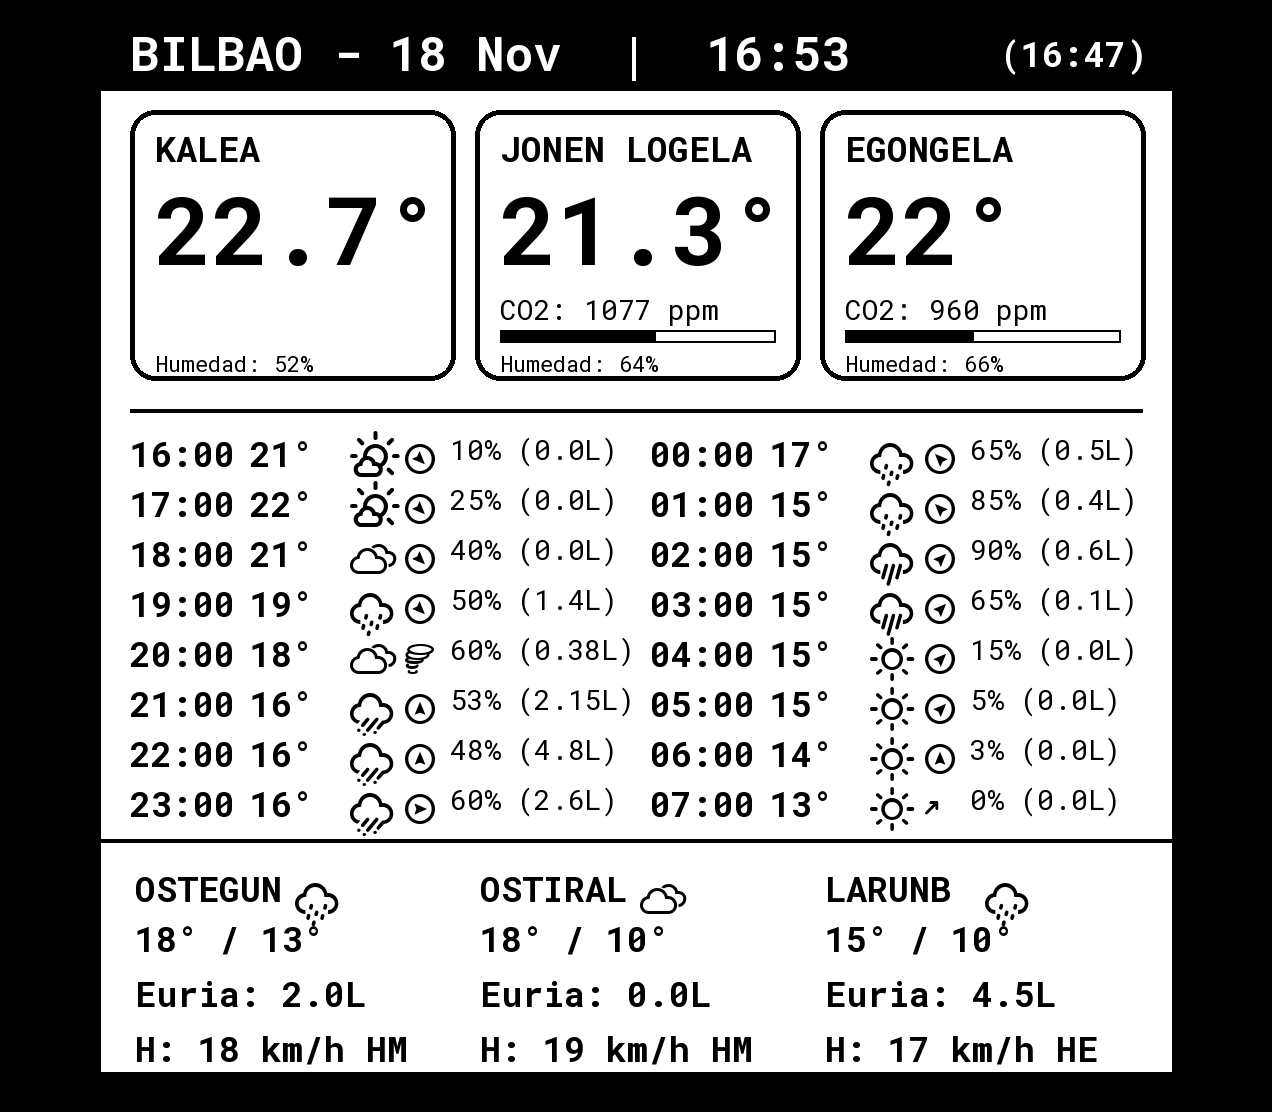 BILBAO - 18 Nov | 16:53 (16:47)
KALEA
22.7°
Humedad: 52%
JONEN LOGELA
21.3°
CO2: 1077 ppm
Humedad: 64%
EGONGELA
22°
CO2: 960 ppm
Humedad: 66%
16:00 21° 10% (0.0L)
17:00 22° 25% (0.0L)
18:00 21° 40% (0.0L)
19:00 19° 50% (1.4L)
20:00 18° 60% (0.38L)
21:00 16° 53% (2.15L)
22:00 16° 48% (4.8L)
23:00 16° 60% (2.6L)
00:00 17° 65% (0.5L)
01:00 15° 85% (0.4L)
02:00 15° 90% (0.6L)
03:00 15° 65% (0.1L)
04:00 15° 15% (0.0L)
05:00 15° 5% (0.0L)
06:00 14° 3% (0.0L)
07:00 13° 0% (0.0L)
OSTEGUN
18° / 13°
Euria: 2.0L
H: 18 km/h HM
OSTIRAL
18° / 10°
Euria: 0.0L
H: 19 km/h HM
LARUNB
15° / 10°
Euria: 4.5L
H: 17 km/h HE